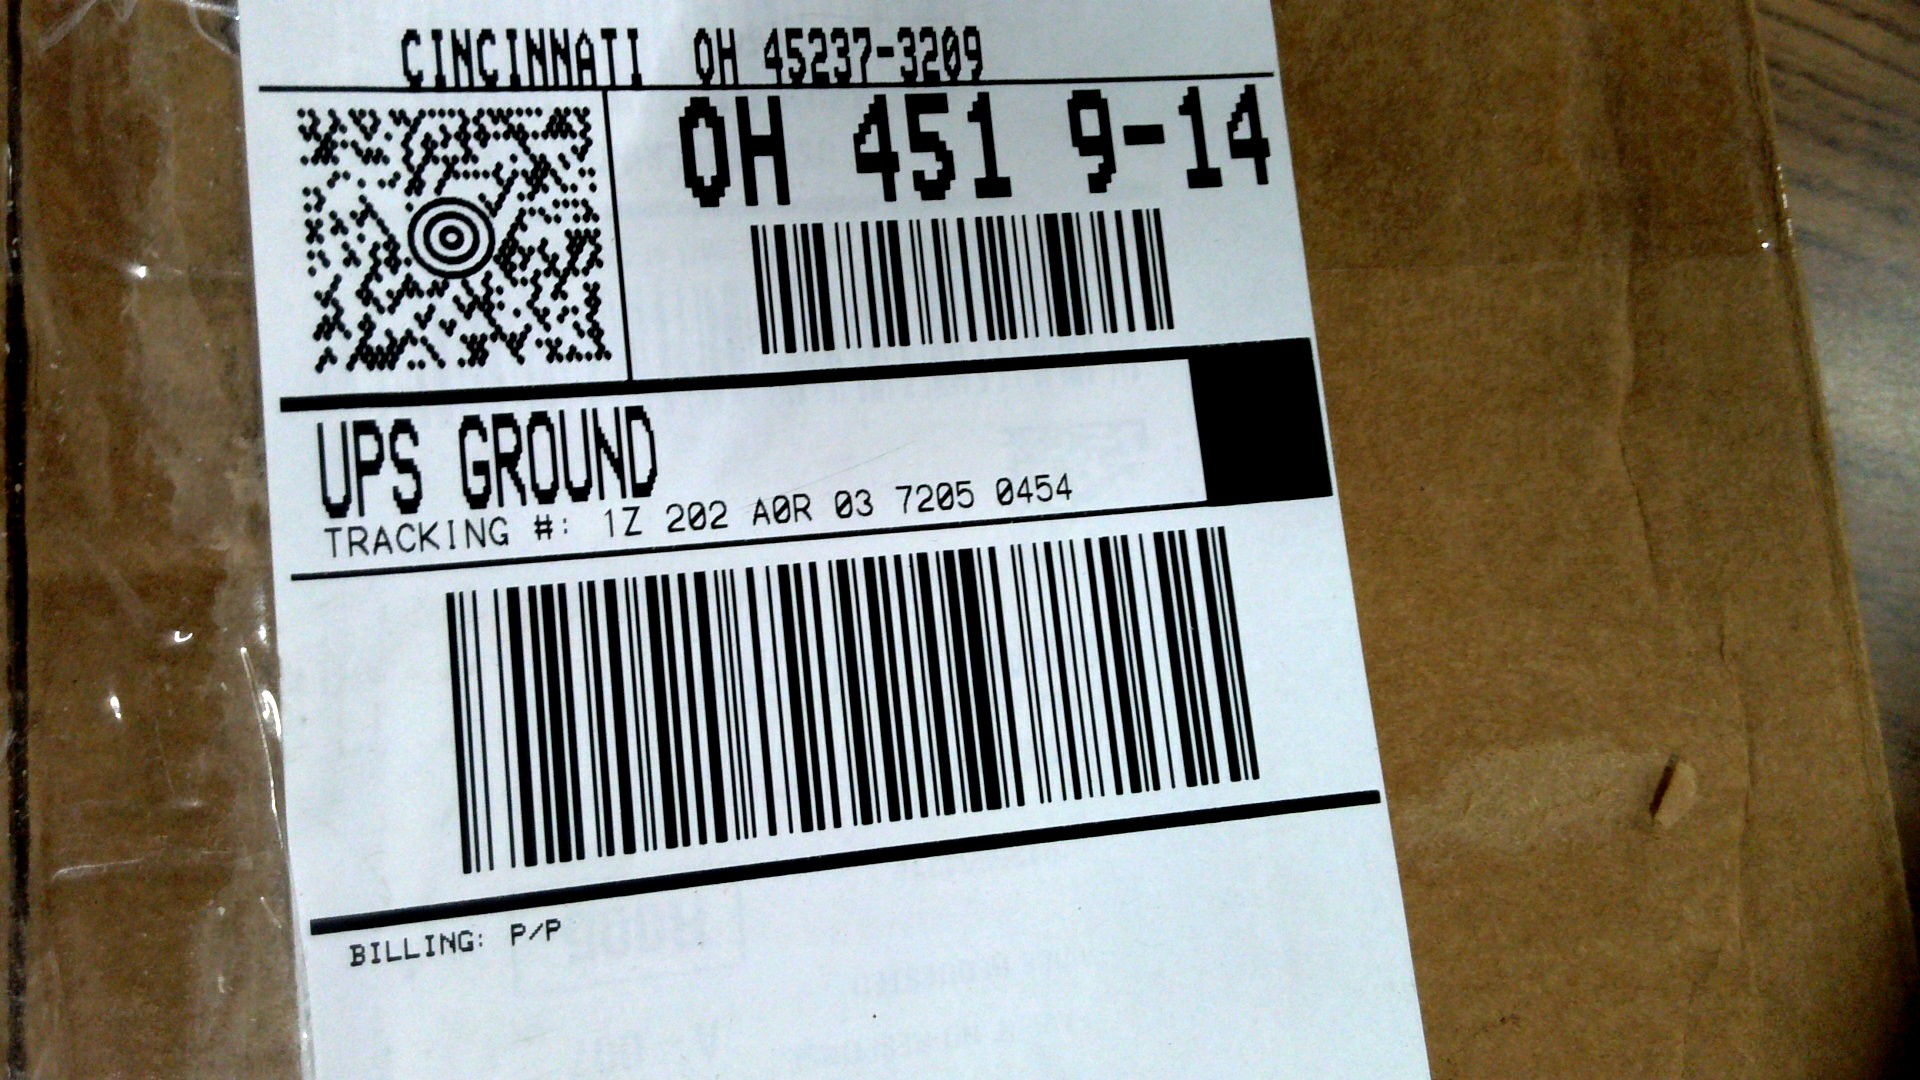 CINCINNATI OH 45237-3209
OH 451 9-14
UPS GROUND
TRACKING #: 1Z 202 A0R 03 7205 0454
BILLING: P/P